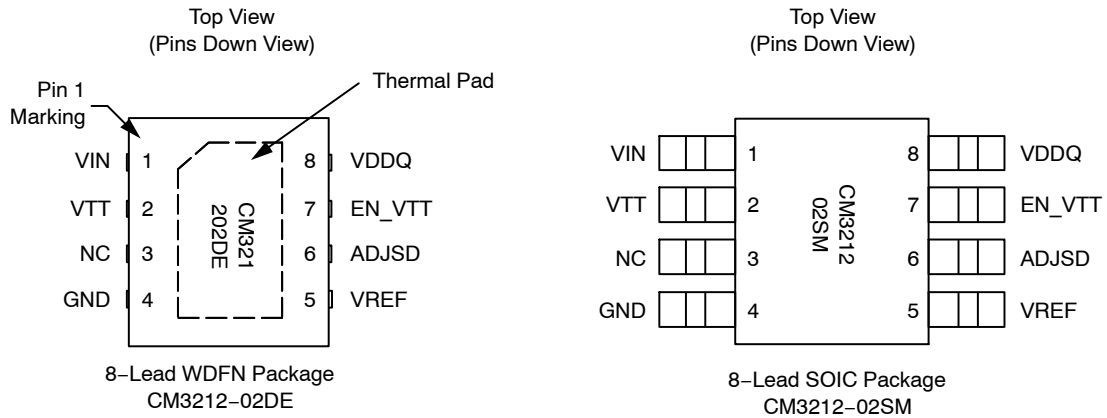 Top View
(Pins Down View)
Pin 1
Marking
Thermal Pad
VIN 1
8 VDDQ
VTT 2
7 EN_VTT
NC 3
6 ADJSD
GND 4
5 VREF
CM321
202DE
8−Lead WDFN Package
CM3212−02DE
Top View
(Pins Down View)
VIN 1
8 VDDQ
VTT 2
7 EN_VTT
NC 3
6 ADJSD
GND 4
5 VREF
CM3212
02SM
8−Lead SOIC Package
CM3212−02SM